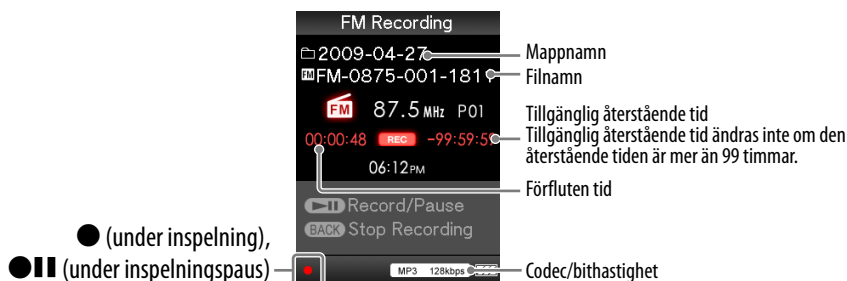 FM Recording
2009-04-27
Mappnamn
FM FM-0875-001-181
Filnamn
FM 87.5 MHz P01
Tillgänglig återstående tid
Tillgänglig återstående tid ändras inte om den
återstående tiden är mer än 99 timmar.
00:00:48 REC -99:59:59
06:12 PM
Förfluten tid
Record/Pause
BACK Stop Recording
● (under inspelning),
●❚❚ (under inspelningspaus)
MP3 128kbps
Codec/bithastighet